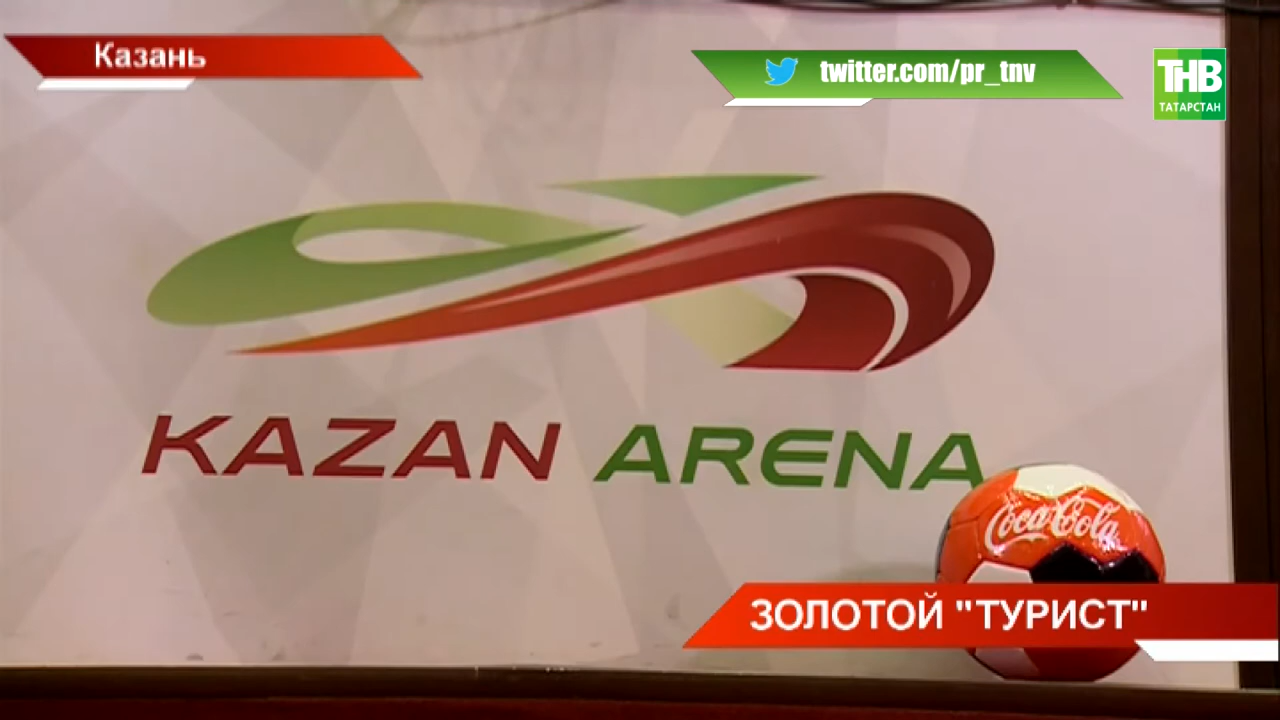 Казань
twitter.com/pr_tnv
ТНВ
ТАТАРСТАН
KAZAN ARENA
Coca-Cola
ЗОЛОТОЙ "ТУРИСТ"